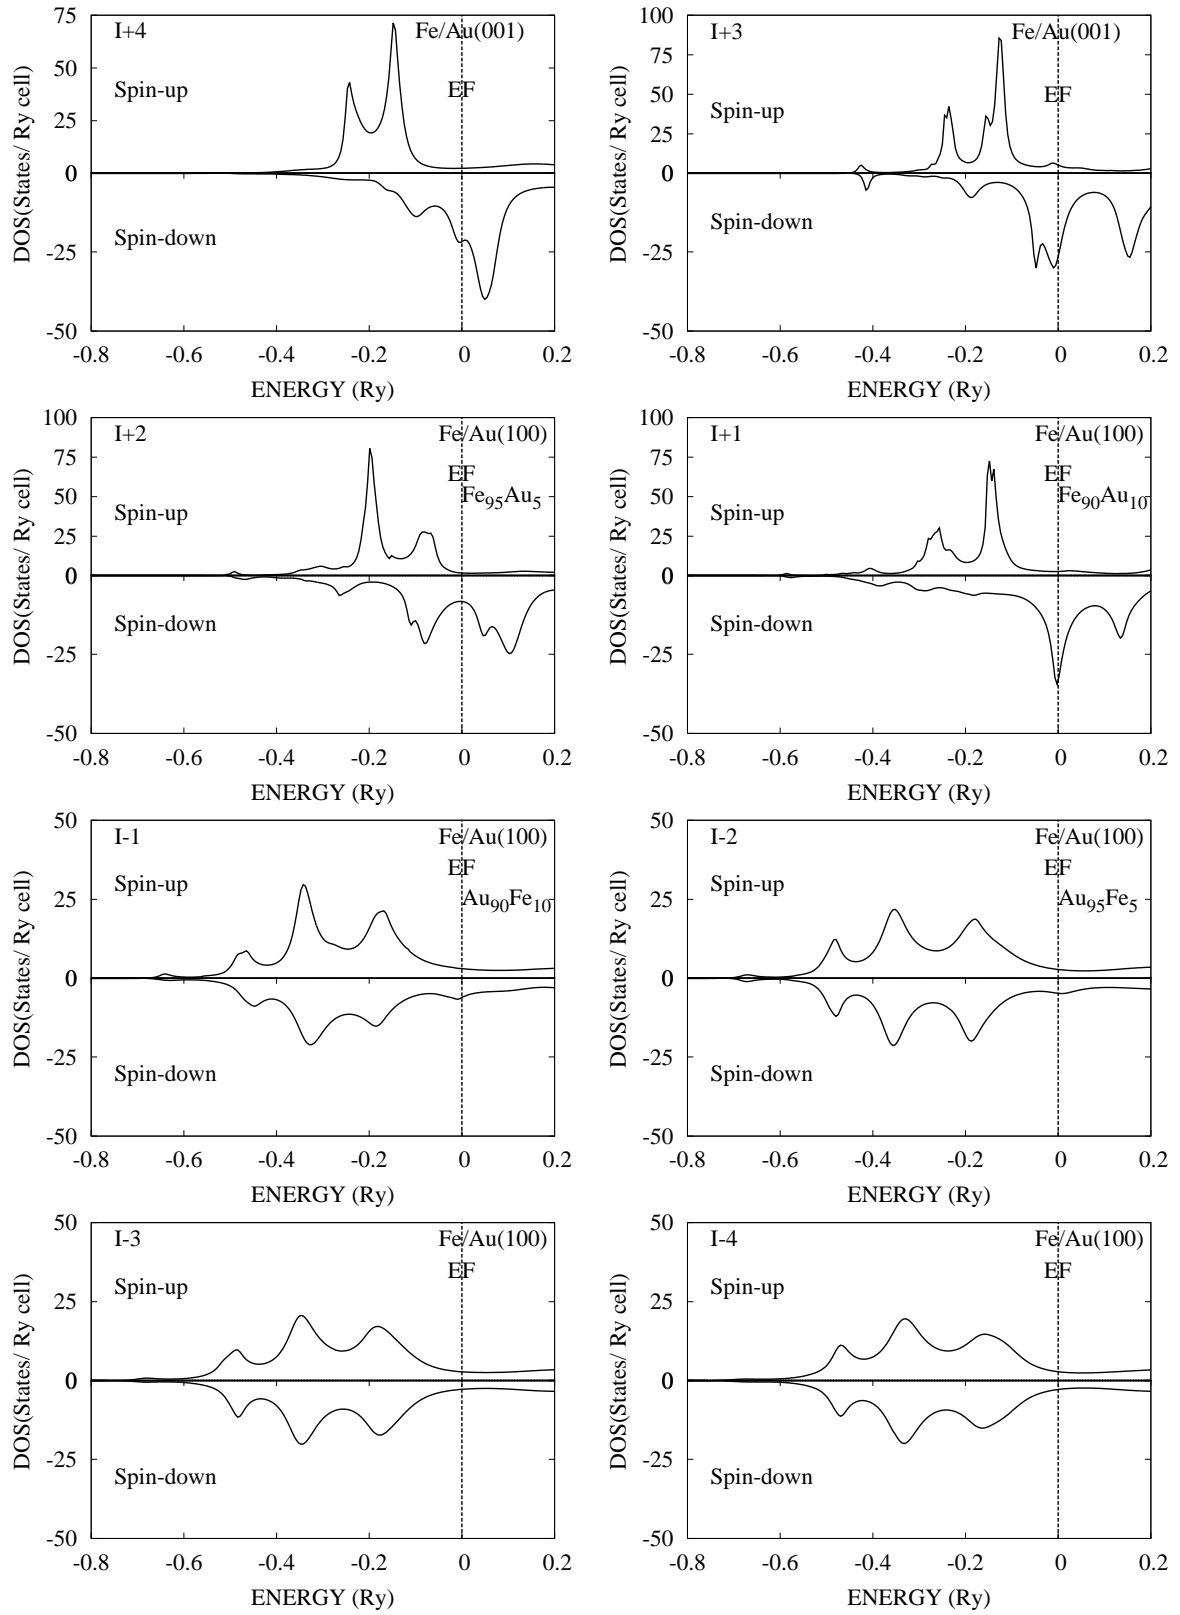 75
50
25
0
-25
-50
DOS(States/ Ry cell)
I+4
Fe/Au(001)
Spin-up
EF
Spin-down
-0.8 -0.6 -0.4 -0.2 0 0.2
ENERGY (Ry)
100
75
50
25
0
-25
-50
DOS(States/ Ry cell)
I+3
Fe/Au(001)
EF
Spin-up
Spin-down
-0.8 -0.6 -0.4 -0.2 0 0.2
ENERGY (Ry)
100
75
50
25
0
-25
-50
DOS(States/ Ry cell)
I+2
Fe/Au(100)
EF
Fe95Au5
Spin-up
Spin-down
-0.8 -0.6 -0.4 -0.2 0 0.2
ENERGY (Ry)
100
75
50
25
0
-25
-50
DOS(States/ Ry cell)
I+1
Fe/Au(100)
EF
Fe90Au10
Spin-up
Spin-down
-0.8 -0.6 -0.4 -0.2 0 0.2
ENERGY (Ry)
50
25
0
-25
-50
DOS(States/ Ry cell)
I-1
Fe/Au(100)
EF
Spin-up
Au90Fe10
Spin-down
-0.8 -0.6 -0.4 -0.2 0 0.2
ENERGY (Ry)
50
25
0
-25
-50
DOS(States/ Ry cell)
I-2
Fe/Au(100)
EF
Spin-up
Au95Fe5
Spin-down
-0.8 -0.6 -0.4 -0.2 0 0.2
ENERGY (Ry)
50
25
0
-25
-50
DOS(States/ Ry cell)
I-3
Fe/Au(100)
EF
Spin-up
Spin-down
-0.8 -0.6 -0.4 -0.2 0 0.2
ENERGY (Ry)
50
25
0
-25
-50
DOS(States/ Ry cell)
I-4
Fe/Au(100)
EF
Spin-up
Spin-down
-0.8 -0.6 -0.4 -0.2 0 0.2
ENERGY (Ry)